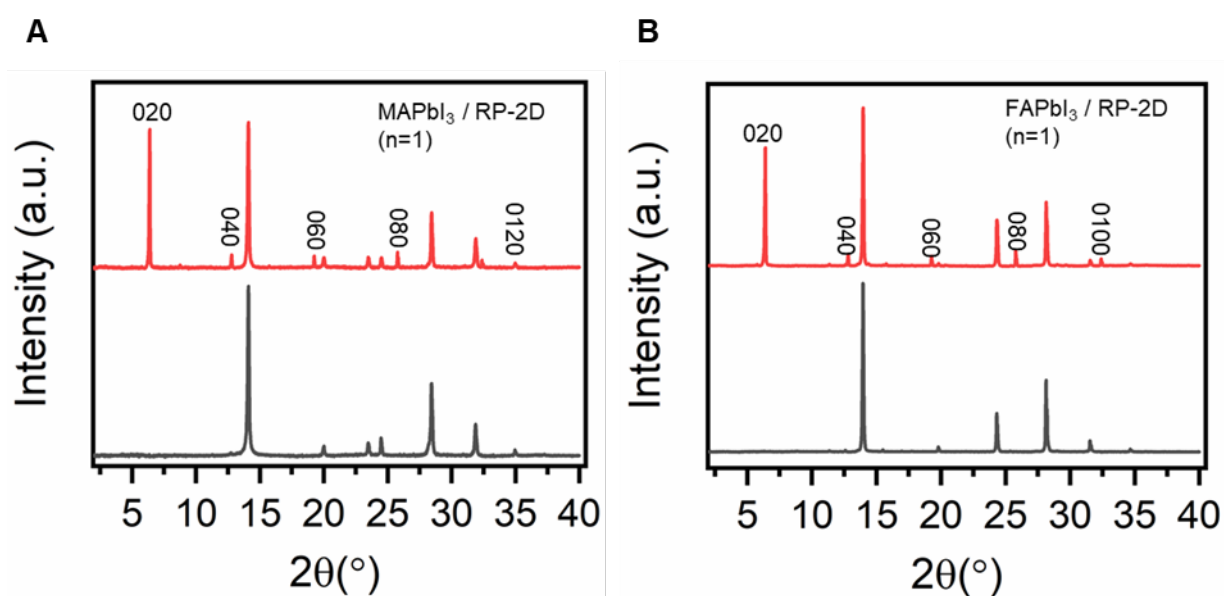 A
Intensity (a.u.)
020
MAPbI₃ / RP-2D
(n=1)
040
060
080
0120
5 10 15 20 25 30 35 40
2θ(°)
B
Intensity (a.u.)
020
FAPbI₃ / RP-2D
(n=1)
040
060
080
0100
5 10 15 20 25 30 35 40
2θ(°)